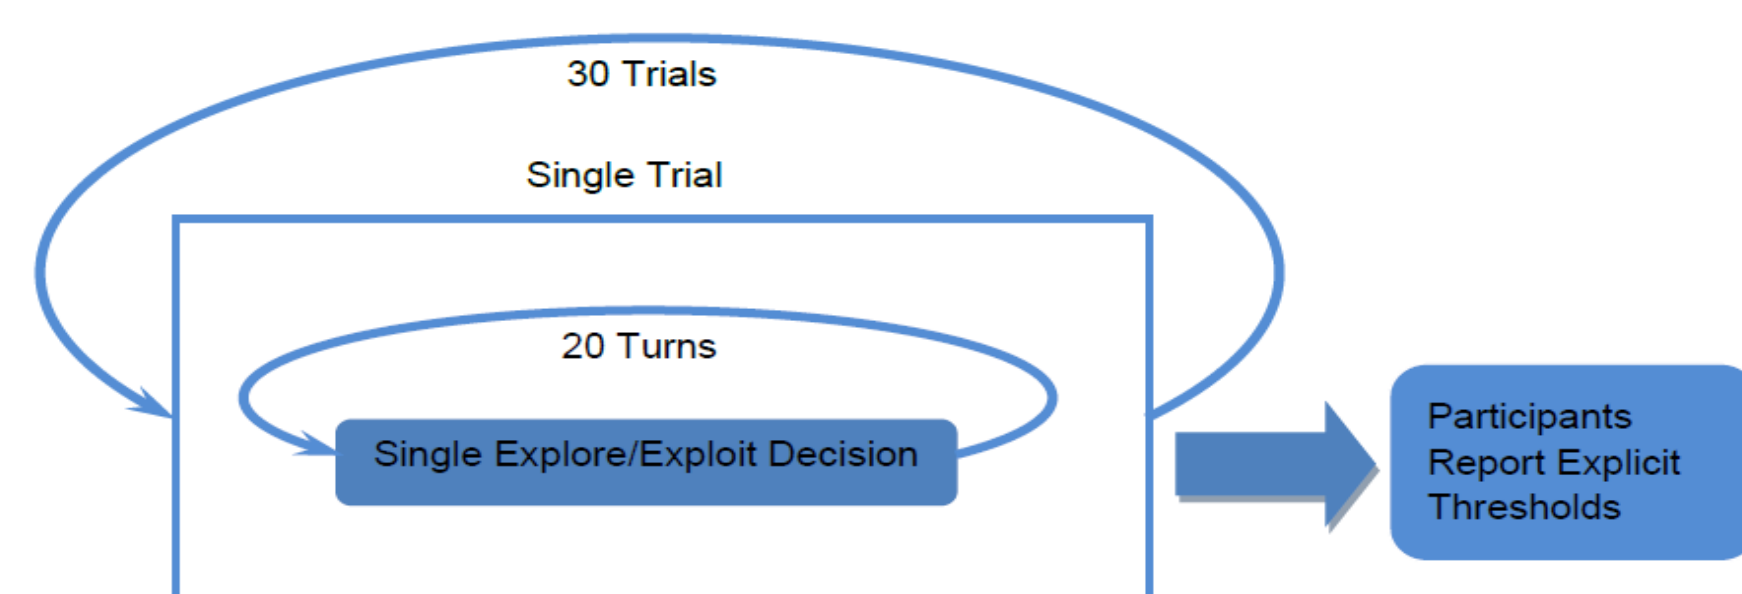 30 Trials
Single Trial
20 Turns
Single Explore/Exploit Decision
Participants
Report Explicit
Thresholds